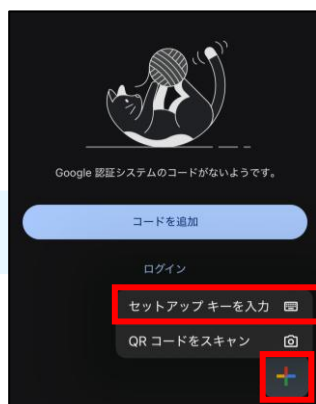 Google 認証システムのコードがないようです。
コードを追加
ログイン
セットアップ キーを入力
QR コードをスキャン